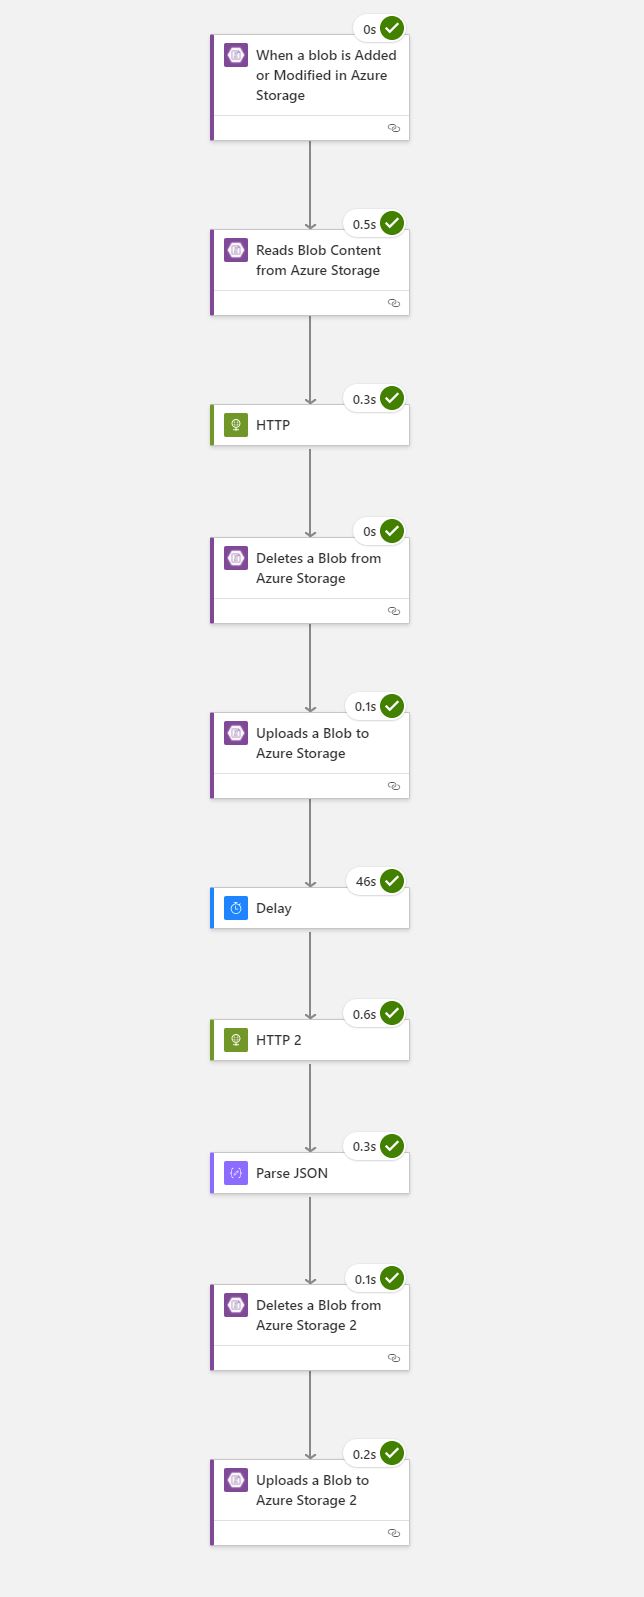 0s
When a blob is Added
or Modified in Azure
Storage
0.5s
Reads Blob Content
from Azure Storage
0.3s
HTTP
0s
Deletes a Blob from
Azure Storage
0.1s
Uploads a Blob to
Azure Storage
46s
Delay
0.6s
HTTP 2
0.3s
Parse JSON
0.1s
Deletes a Blob from
Azure Storage 2
0.2s
Uploads a Blob to
Azure Storage 2